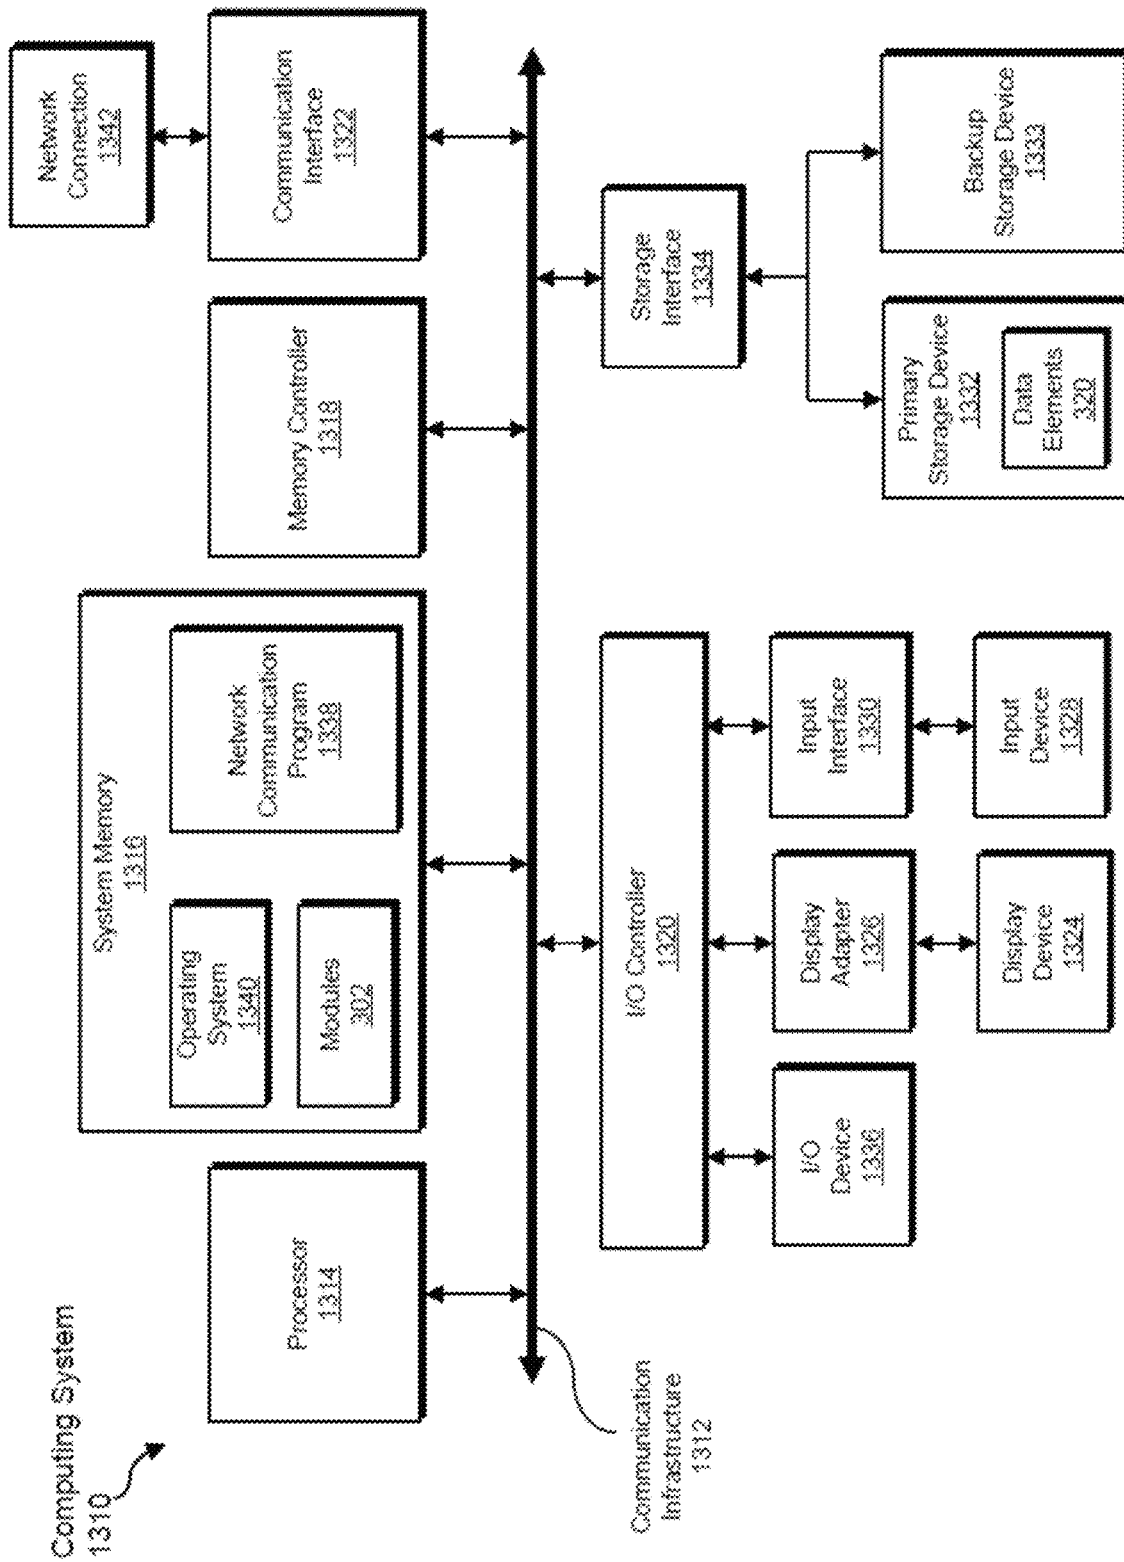 Computing System
1310
Processor
1314
System Memory
1316
Operating
System
1340
Modules
302
Network
Communication
Program
1338
Memory Controller
1318
Communication
Interface
1322
Network
Connection
1342
Communication
Infrastructure
1312
I/O Controller
1320
I/O
Device
1336
Display
Adapter
1326
Display
Device
1324
Input
Interface
1330
Input
Device
1328
Storage
Interface
1334
Primary
Storage Device
1332
Data
Elements
320
Backup
Storage Device
1333